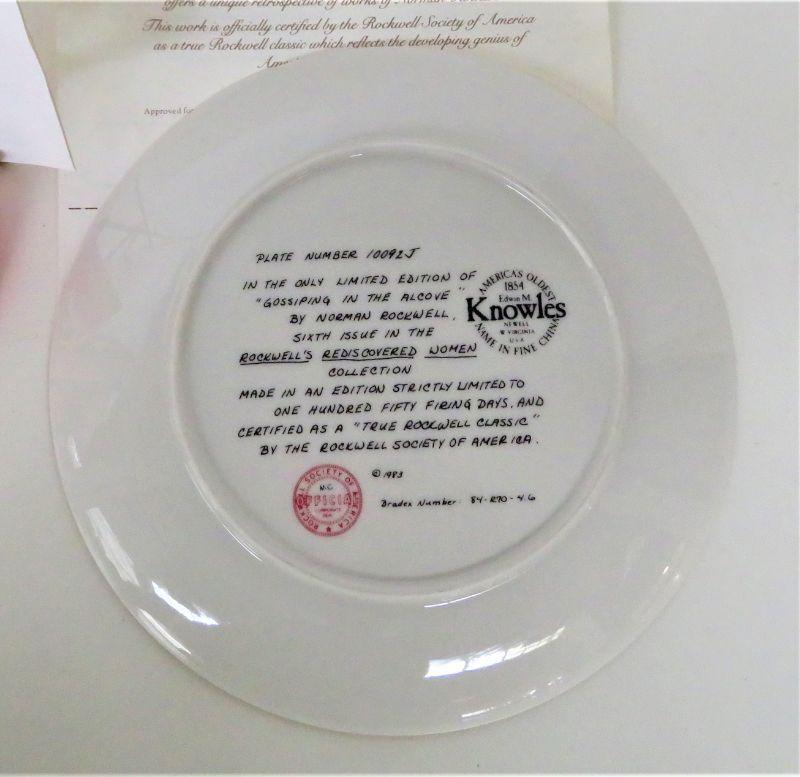 offers a unique retrospective of works of Norman
This work is officially certified by the Rockwell Society of America
as a true Rockwell classic which reflects the developing genius of
Approved for
PLATE NUMBER 10092J
IN THE ONLY LIMITED EDITION OF
"GOSSIPING IN THE ALCOVE"
BY NORMAN ROCKWELL,
SIXTH ISSUE IN THE
ROCKWELL'S REDISCOVERED WOMEN
COLLECTION
MADE IN AN EDITION STRICTLY LIMITED TO
ONE HUNDRED FIFTY FIRING DAYS, AND
CERTIFIED AS A "TRUE ROCKWELL CLASSIC"
BY THE ROCKWELL SOCIETY OF AMERICA.
© 1983
Bradex Number: 84-R70-4.6
AMERICA'S OLDEST
1854
Edwin M.
Knowles
NEWELL
W. VIRGINIA
U.S.A.
NAME IN FINE CHINA
SOCIETY OF AMERICA
OFFICIAL